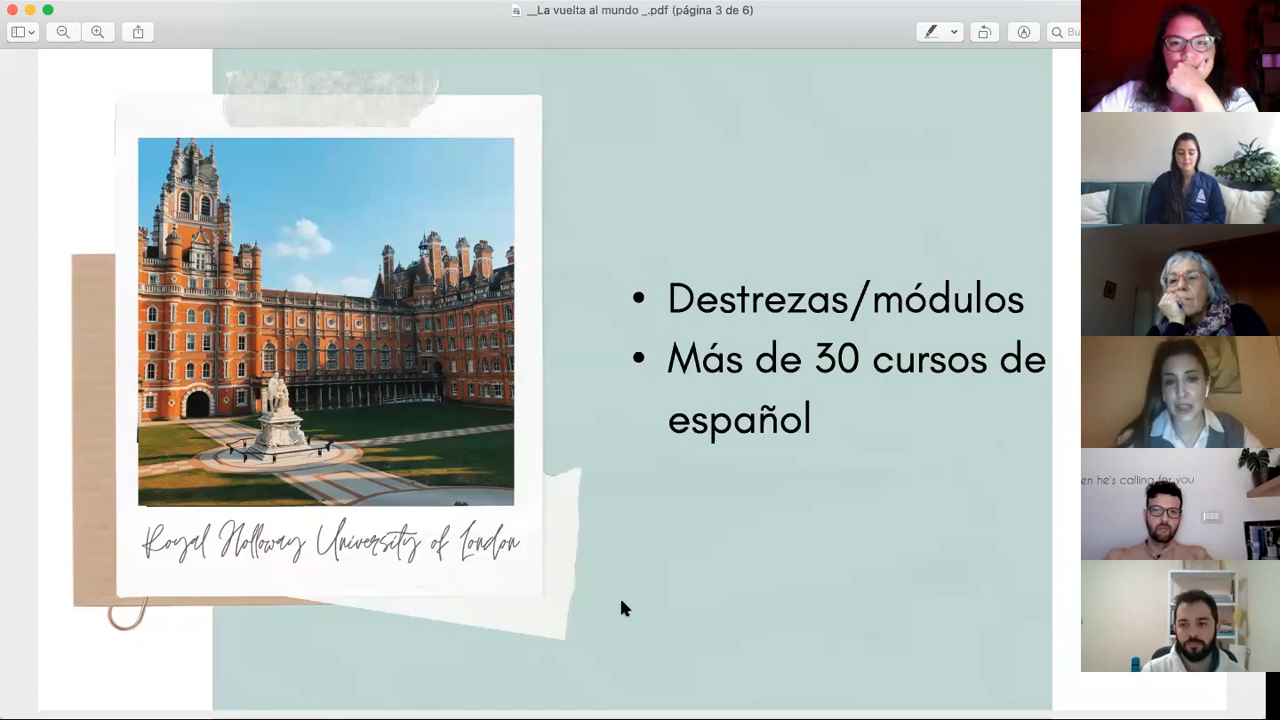 __La vuelta al mundo _.pdf (página 3 de 6)
Bu
• Destrezas/módulos
• Más de 30 cursos de
español
Royal Holloway University of London
en he's calling for you